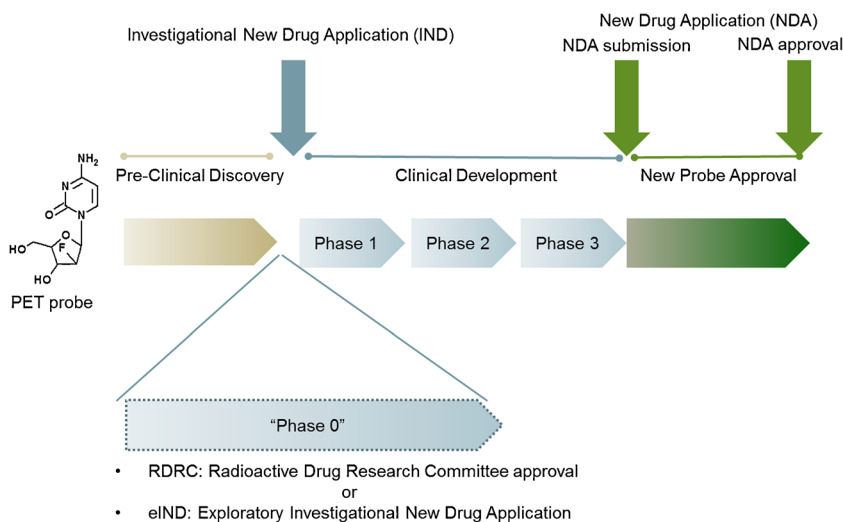 New Drug Application (NDA)
Investigational New Drug Application (IND)
NDA submission
NDA approval
NH₂
N
O
N
HO
O
F
HO
PET probe
Pre-Clinical Discovery
Clinical Development
New Probe Approval
Phase 1
Phase 2
Phase 3
“Phase 0”
• RDRC: Radioactive Drug Research Committee approval
or
• eIND: Exploratory Investigational New Drug Application